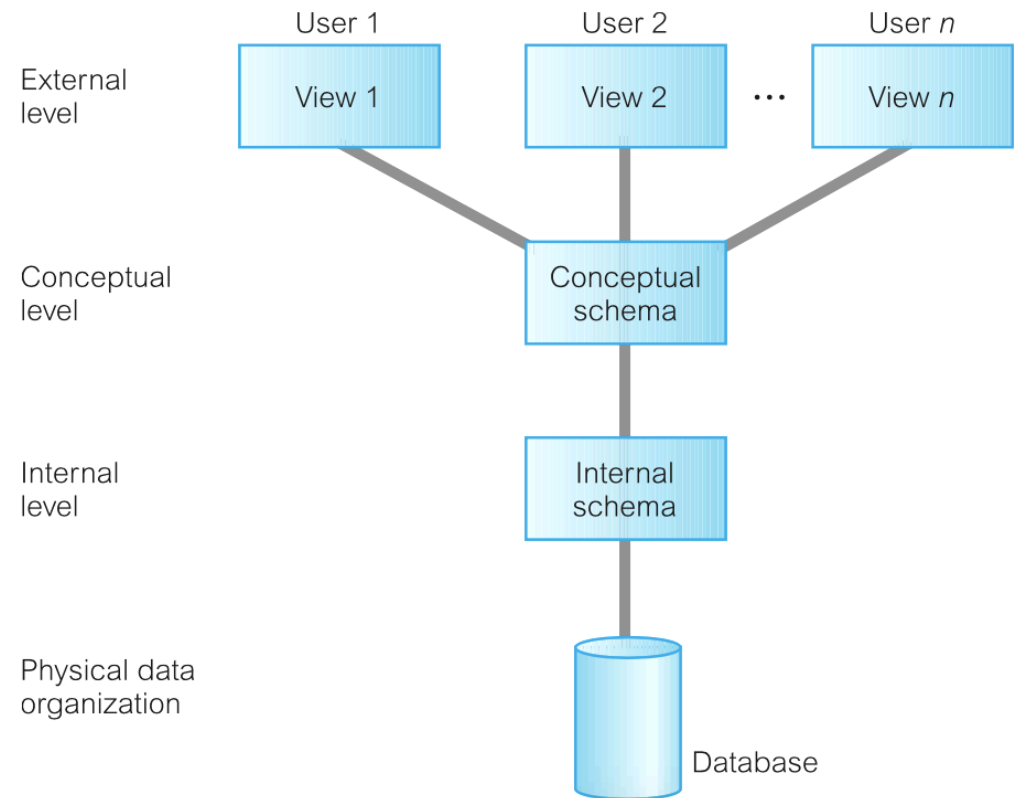 User 1
User 2
User n
External
level
View 1
View 2
...
View n
Conceptual
level
Conceptual
schema
Internal
level
Internal
schema
Physical data
organization
Database